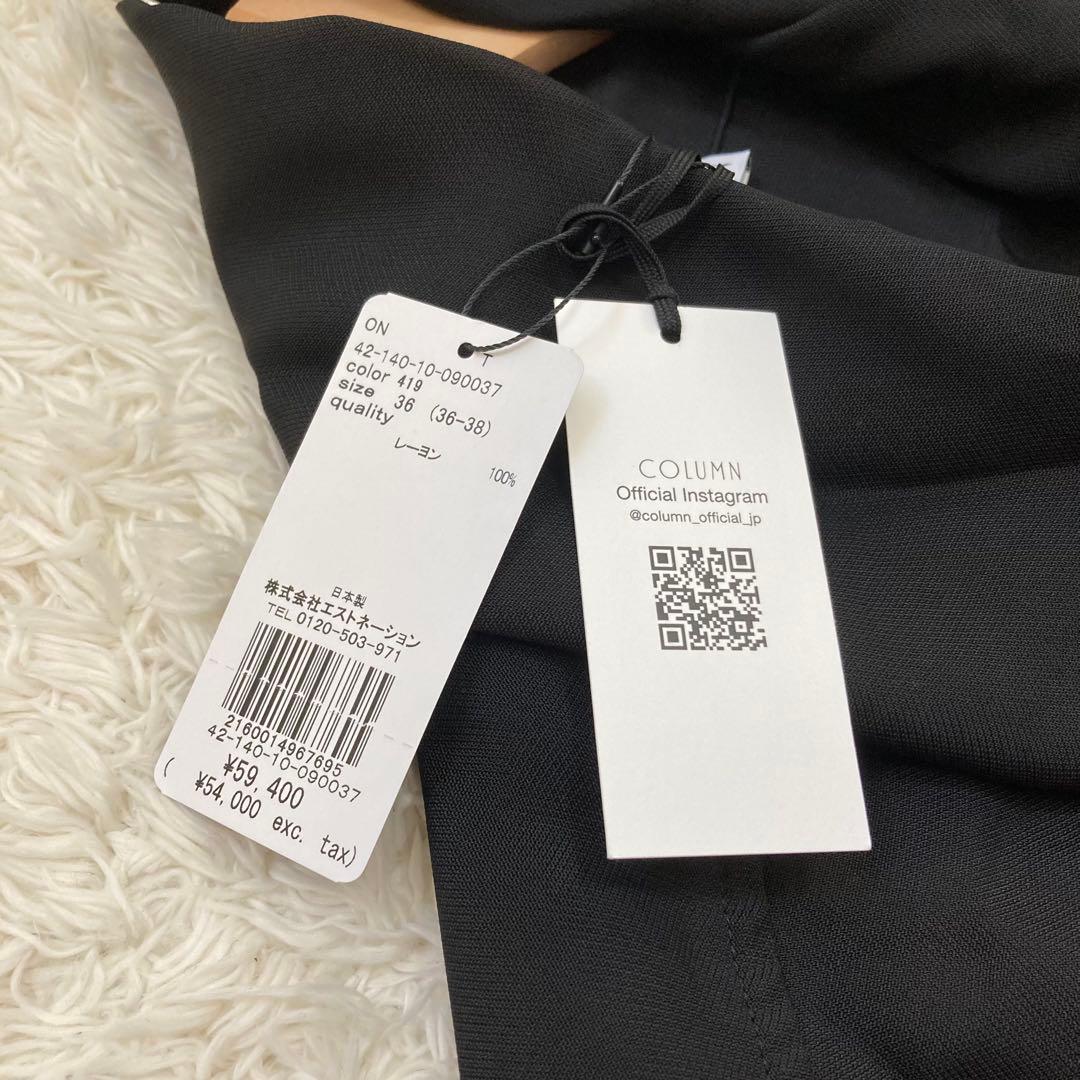 ON
T
42-140-10-090037
color 419
size 36 (36-38)
quality
レーヨン
100%
日本製
株式会社エストネーション
TEL 0120-503-971
2160014967695
42-140-10-090037
¥59,400
( ¥54,000 exc. tax)
COLUMN
Official Instagram
@column_official_jp